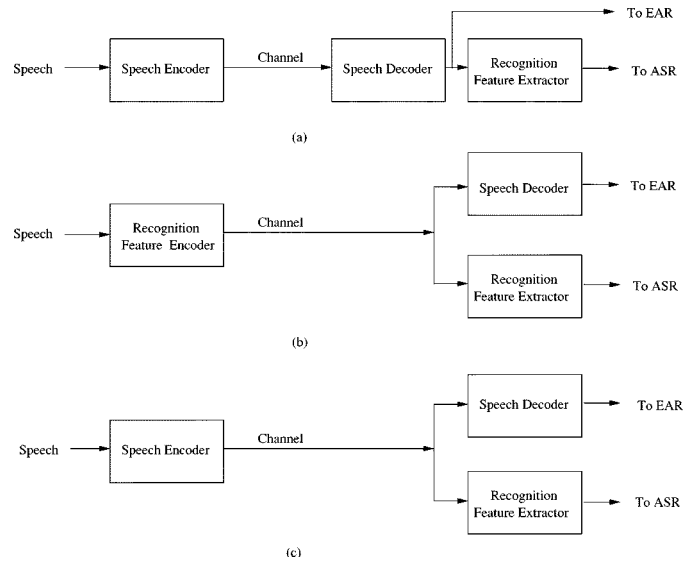 To EAR
Speech
Speech Encoder
Channel
Speech Decoder
Recognition
Feature Extractor
To ASR
(a)
Speech Decoder
To EAR
Speech
Recognition
Feature Encoder
Channel
Recognition
Feature Extractor
To ASR
(b)
Speech Decoder
To EAR
Speech
Speech Encoder
Channel
Recognition
Feature Extractor
To ASR
(c)